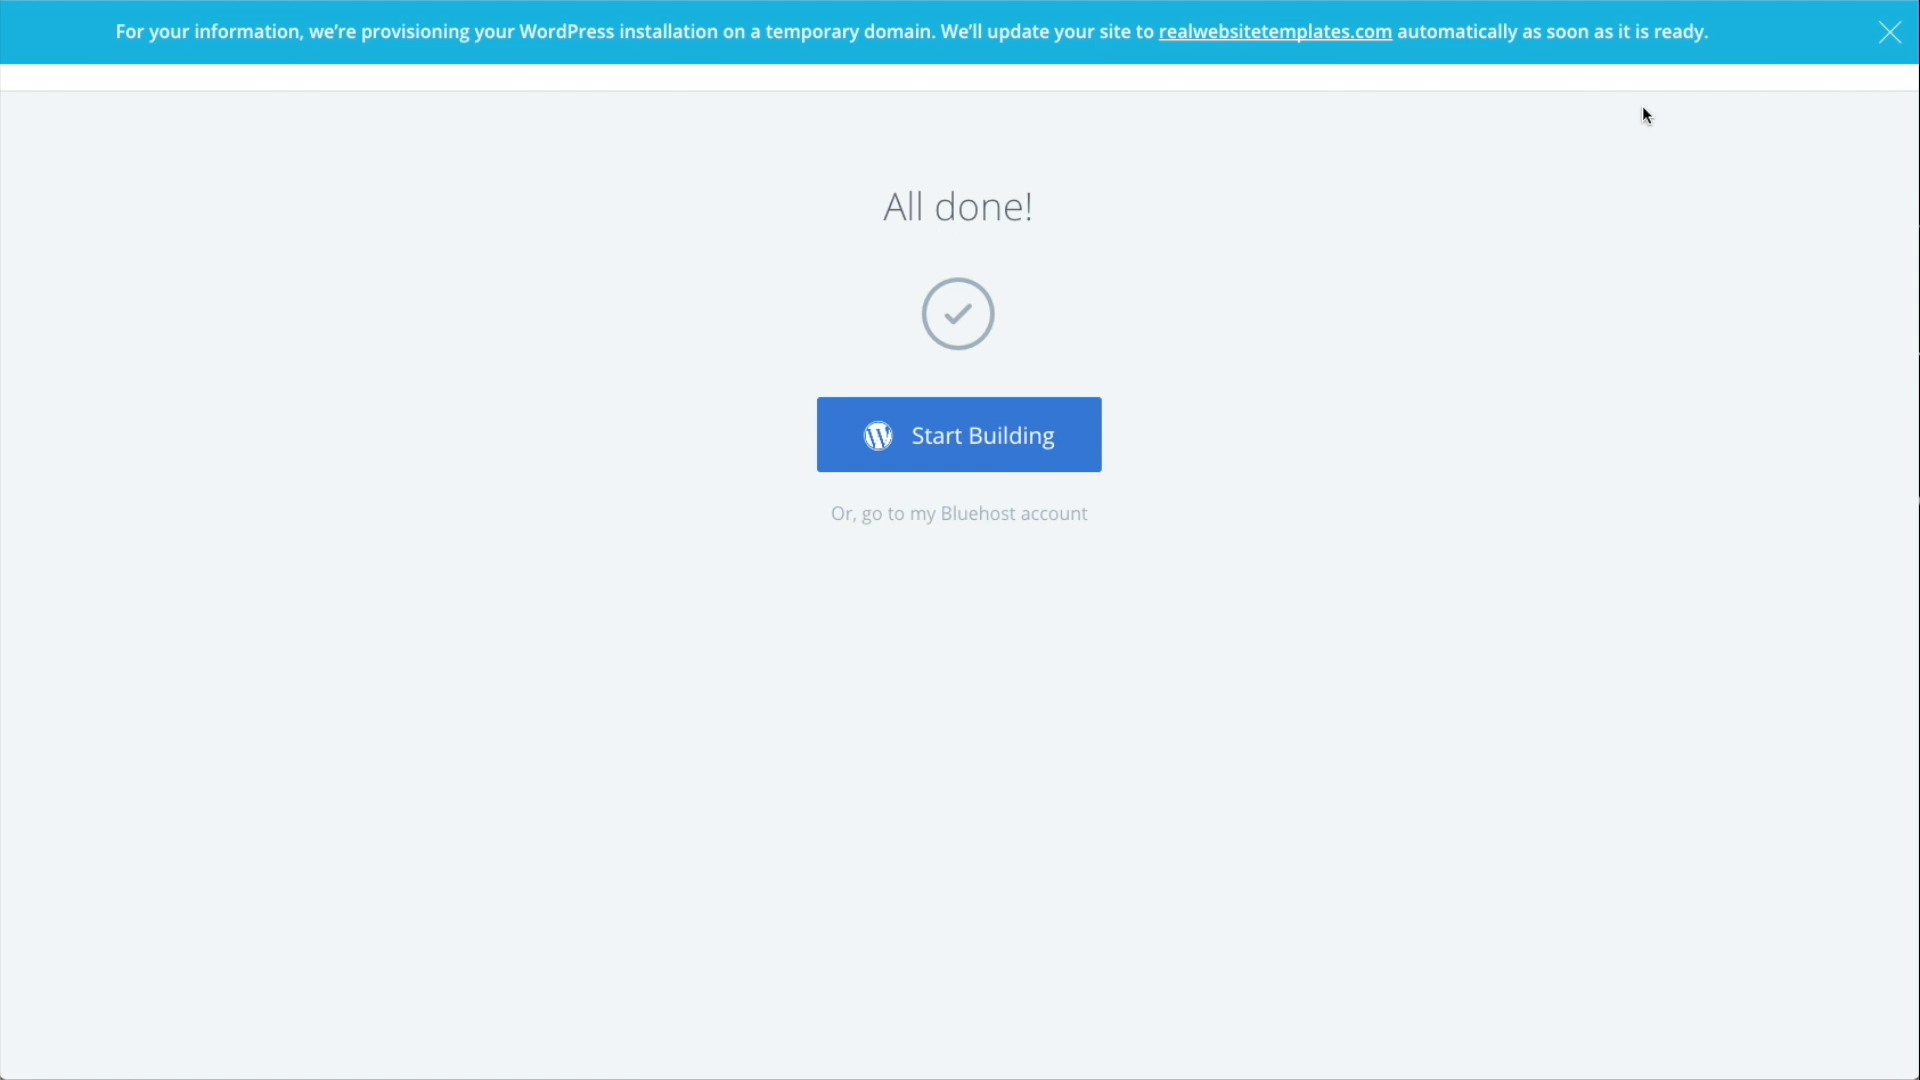 For your information, we’re provisioning your WordPress installation on a temporary domain. We’ll update your site to realwebsitetemplates.com automatically as soon as it is ready.
All done!
Start Building
Or, go to my Bluehost account